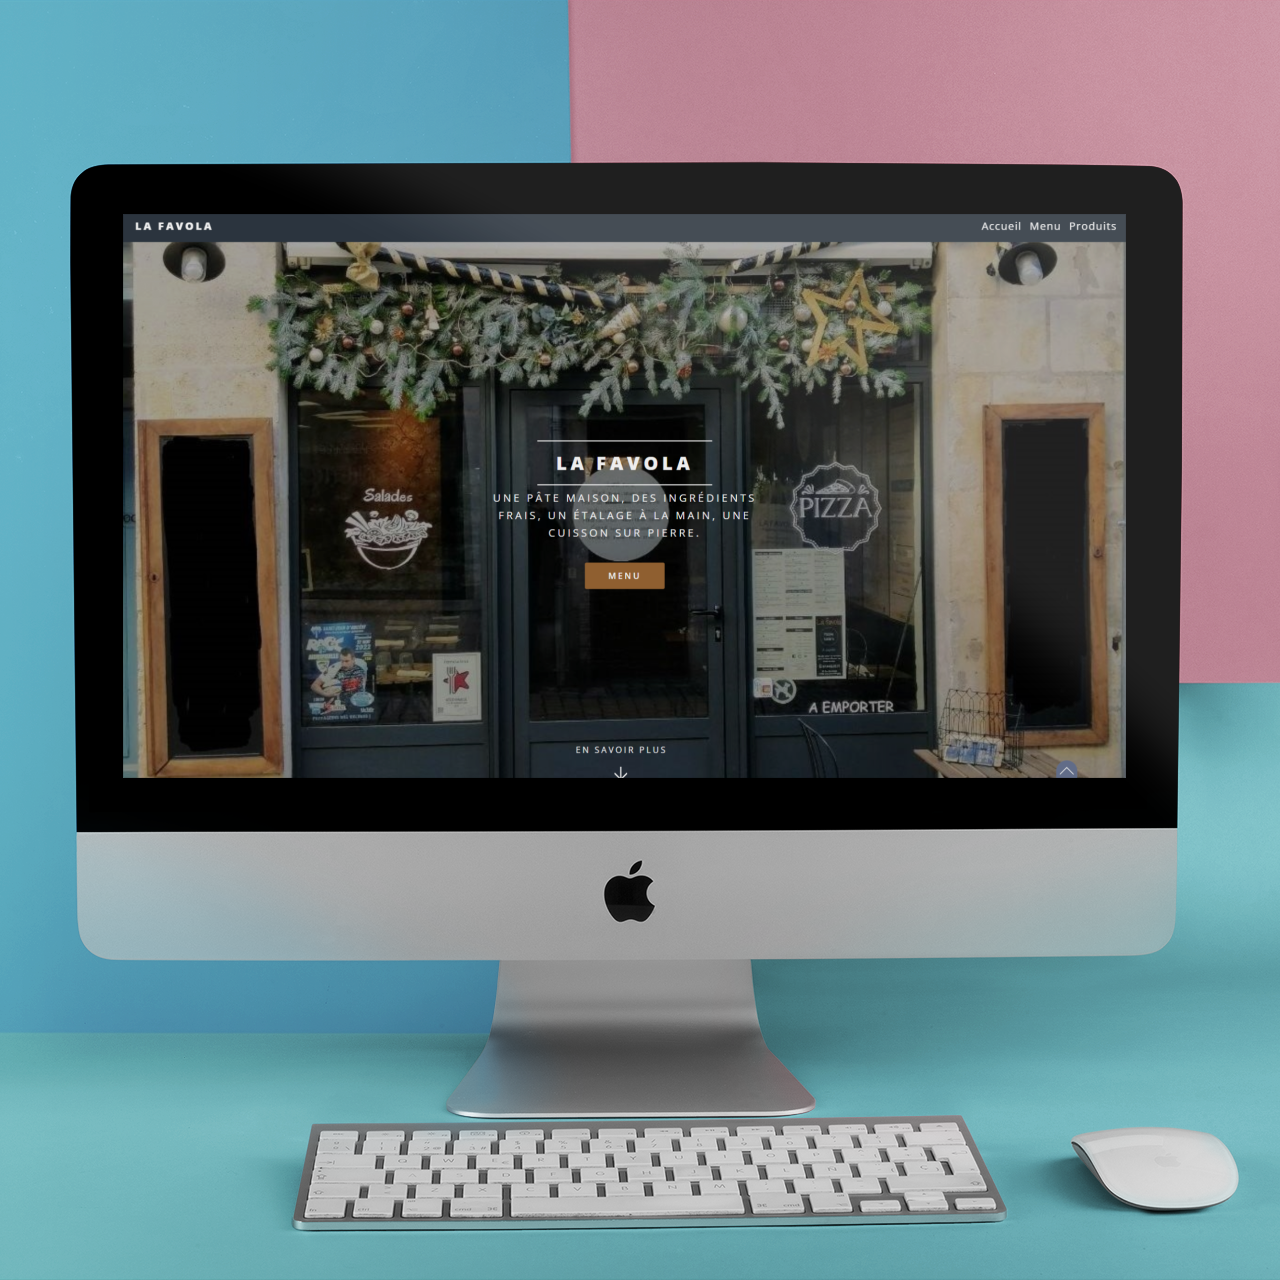 LA FAVOLA
Accueil Menu Produits
LA FAVOLA
UNE PÂTE MAISON, DES INGRÉDIENTS
FRAIS, UN ÉTALAGE À LA MAIN, UNE
CUISSON SUR PIERRE.
MENU
Salades
PIZZA
A EMPORTER
EN SAVOIR PLUS